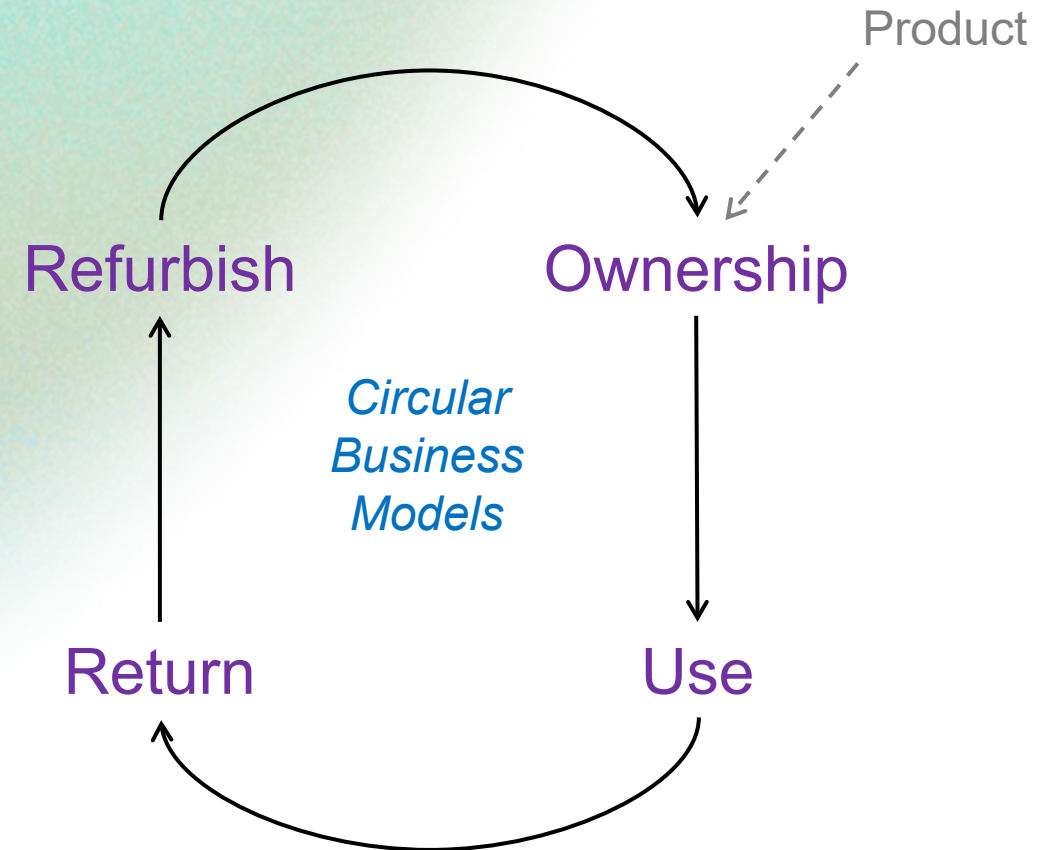 Product
Refurbish
Ownership
Circular
Business
Models
Return
Use